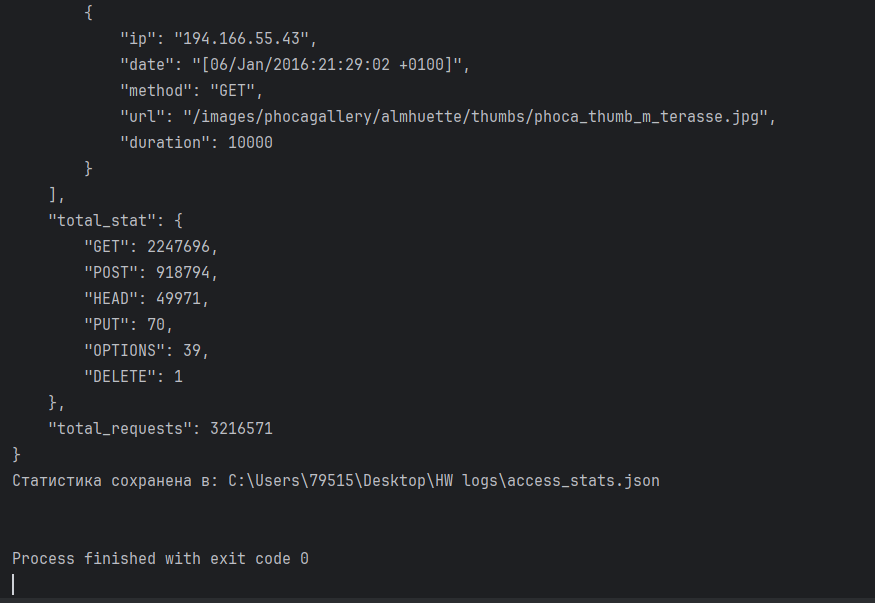 {
"ip": "194.166.55.43",
"date": "[06/Jan/2016:21:29:02 +0100]",
"method": "GET",
"url": "/images/phocagallery/almhuette/thumbs/phoca_thumb_m_terasse.jpg",
"duration": 10000
}
],
"total_stat": {
"GET": 2247696,
"POST": 918794,
"HEAD": 49971,
"PUT": 70,
"OPTIONS": 39,
"DELETE": 1
},
"total_requests": 3216571
}
Статистика сохранена в: C:\Users\79515\Desktop\HW logs\access_stats.json
Process finished with exit code 0